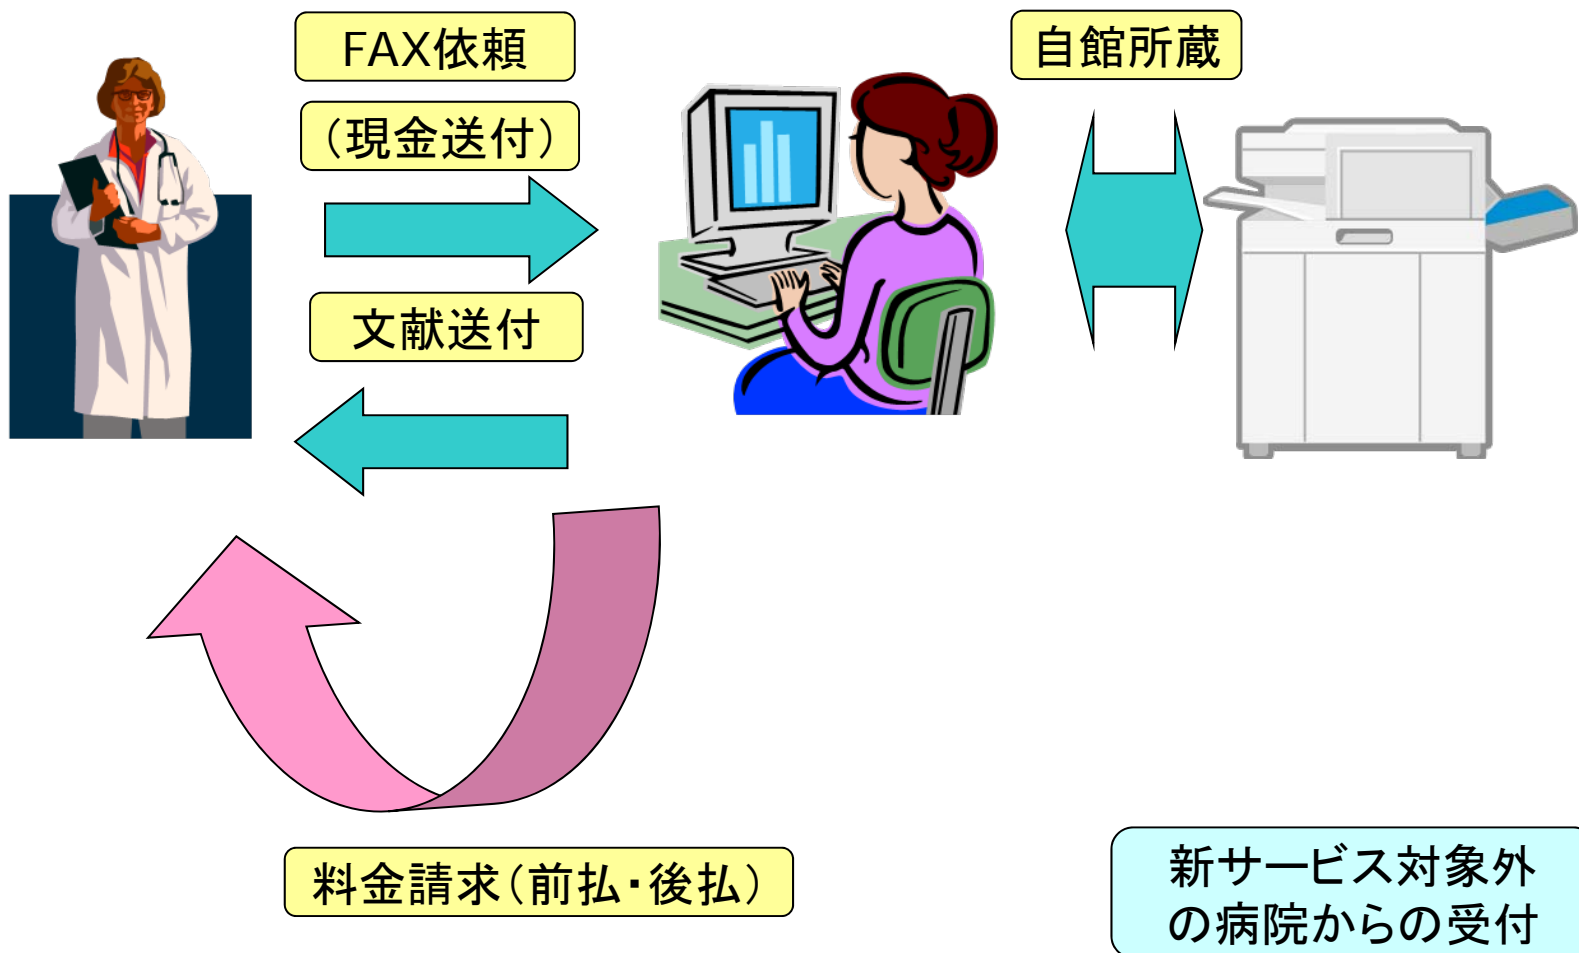 FAX依頼
（現金送付）
自館所蔵
文献送付
料金請求（前払・後払）
新サービス対象外
の病院からの受付